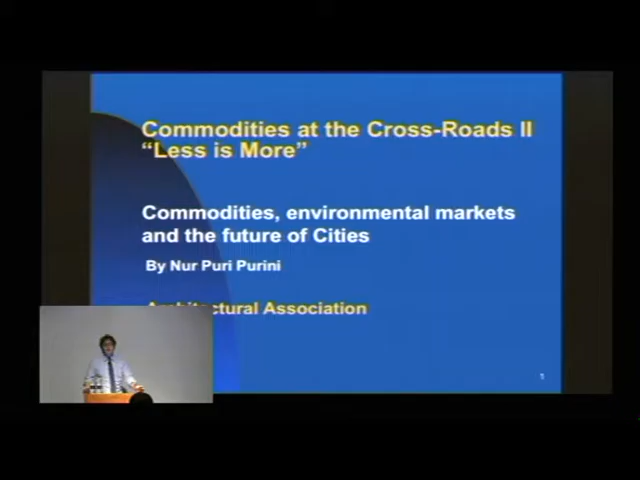 Commodities at the Cross-Roads II
“Less is More”
Commodities, environmental markets
and the future of Cities
By Nur Puri Purini
Architectural Association
1